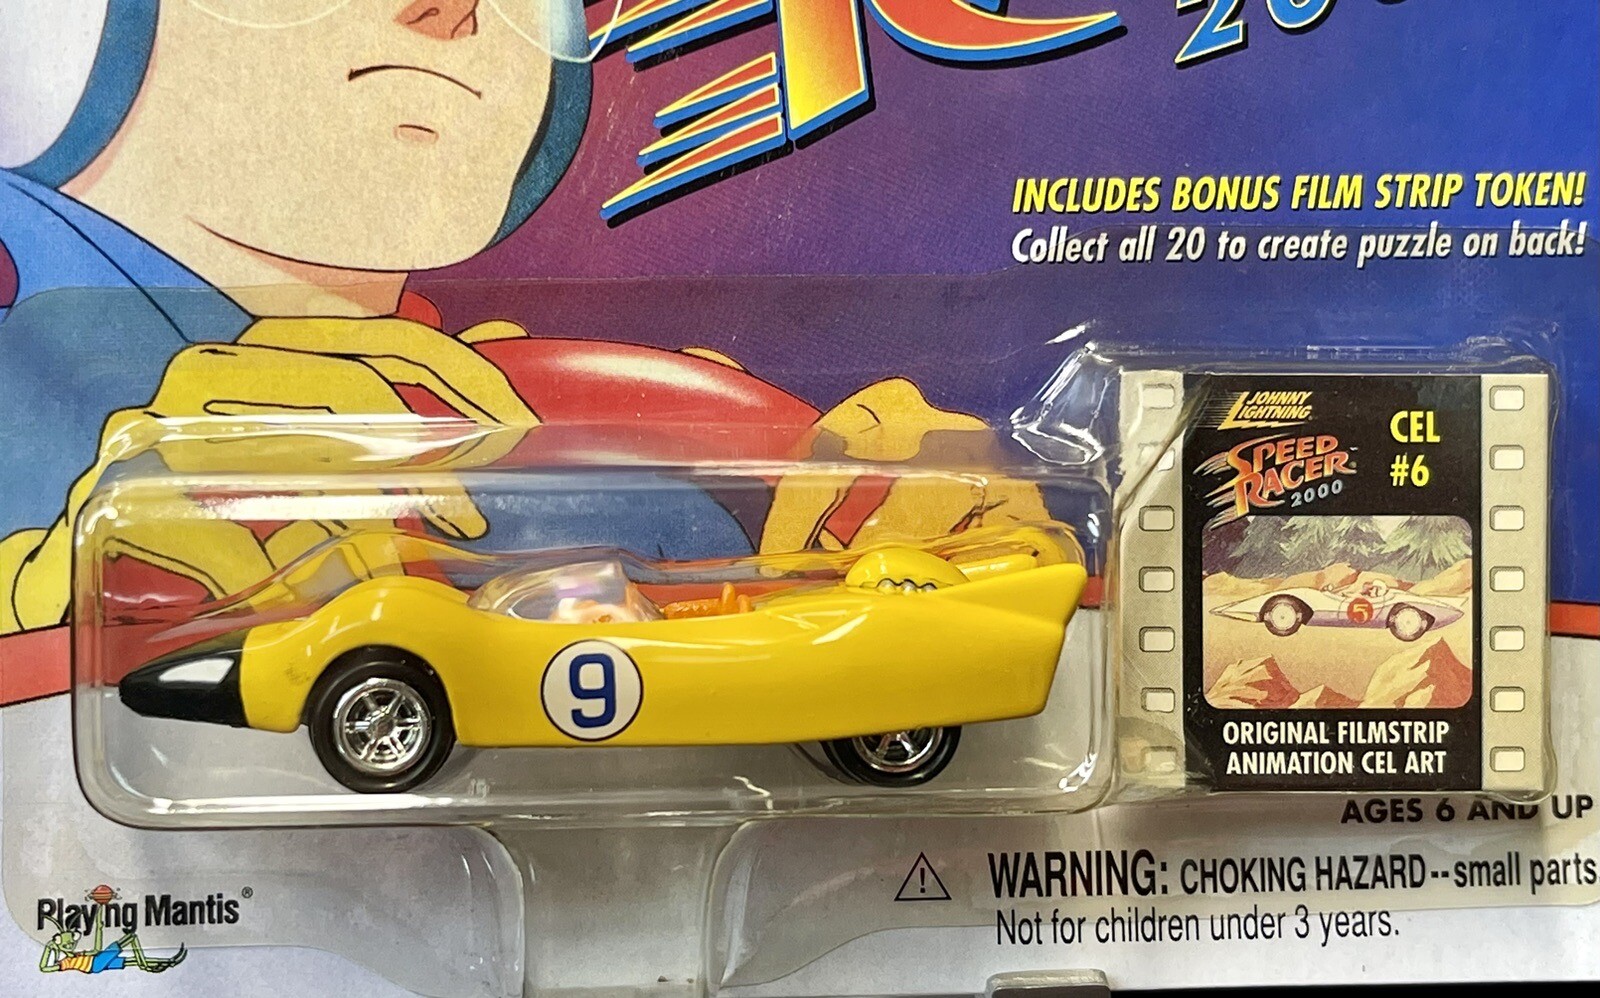 2000
INCLUDES BONUS FILM STRIP TOKEN!
Collect all 20 to create puzzle on back!
JOHNNY
LIGHTNING
SPEED
RACER™
2000
CEL
#6
5
ORIGINAL FILMSTRIP
ANIMATION CEL ART
9
AGES 6 AND UP
WARNING: CHOKING HAZARD--small parts
Not for children under 3 years.
Playing Mantis®